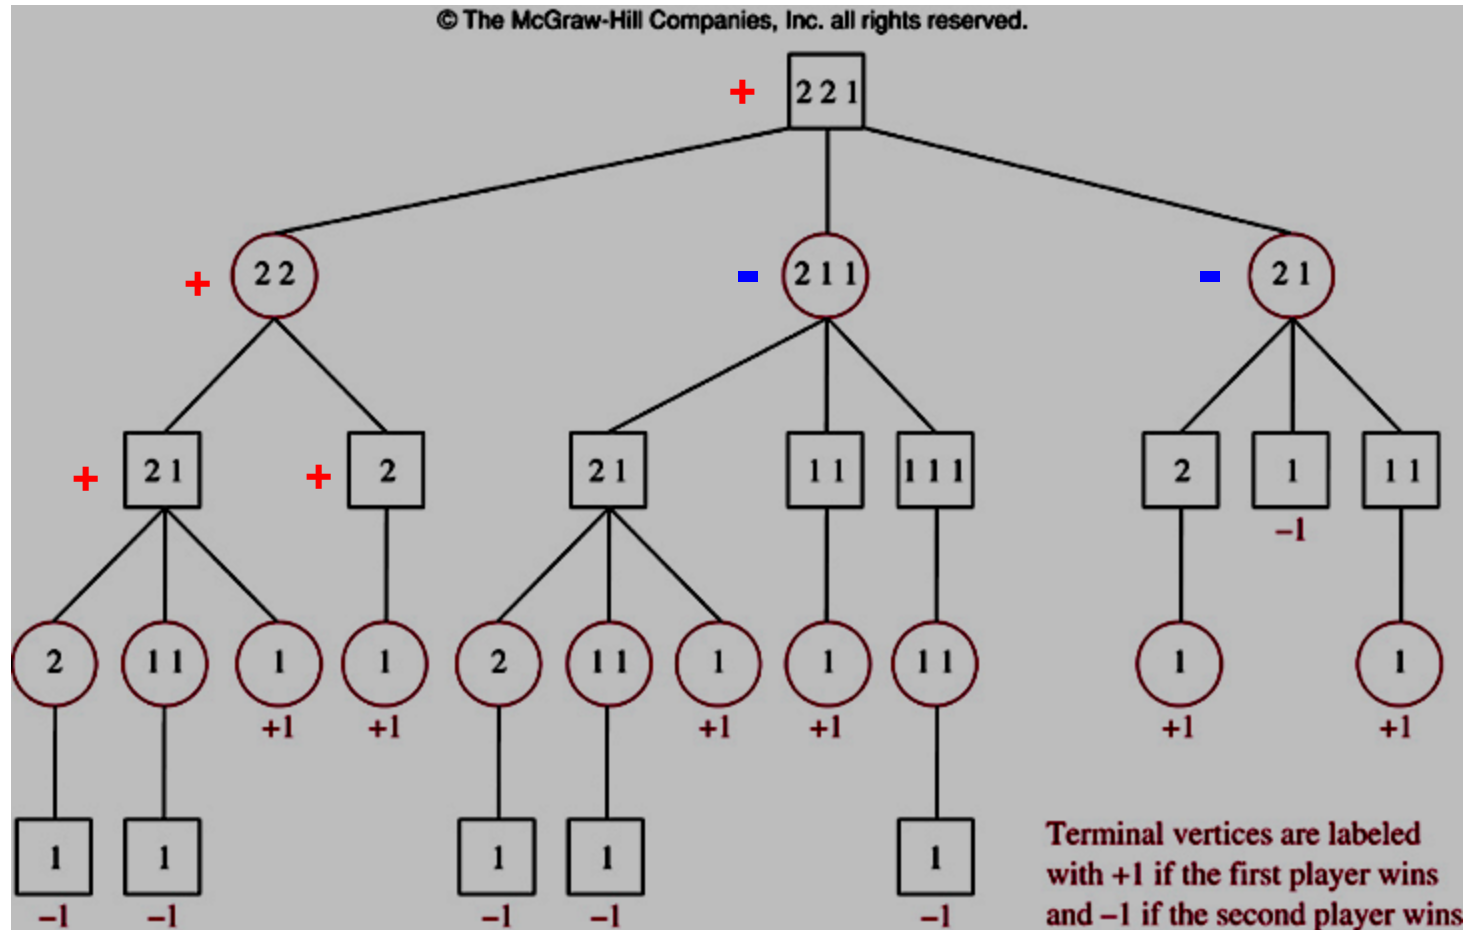 © The McGraw-Hill Companies, Inc. all rights reserved.
+ 2 2 1
+ 2 2 - 2 1 1 - 2 1
+ 2 1 + 2 2 1 1 1 1 1 1 2 1 1 1
−1
2 1 1 1 1 2 1 1 1 1 1 1 1 1
+1 +1 +1 +1 +1 +1
1 1 1 1 1
−1 −1 −1 −1 −1
Terminal vertices are labeled
with +1 if the first player wins
and −1 if the second player wins